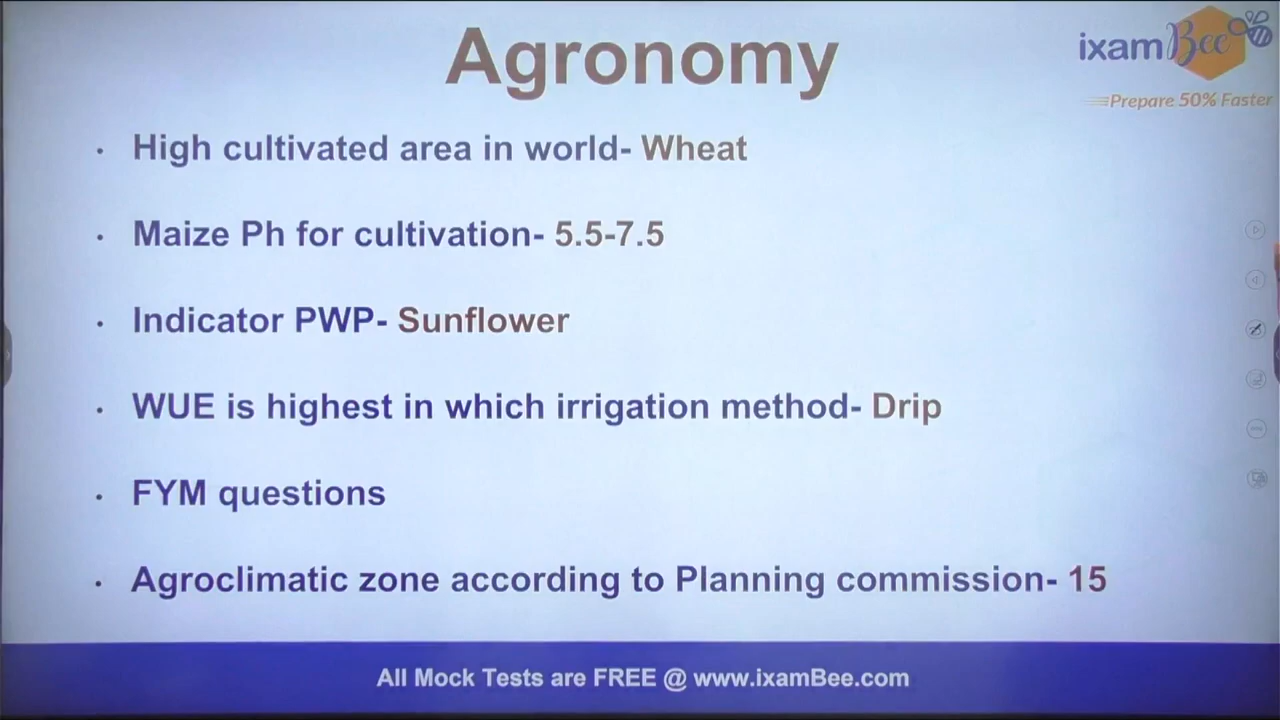 Agronomy
ixamBee
Prepare 50% Faster
• High cultivated area in world- Wheat
• Maize Ph for cultivation- 5.5-7.5
• Indicator PWP- Sunflower
• WUE is highest in which irrigation method- Drip
• FYM questions
• Agroclimatic zone according to Planning commission- 15
All Mock Tests are FREE @ www.ixamBee.com